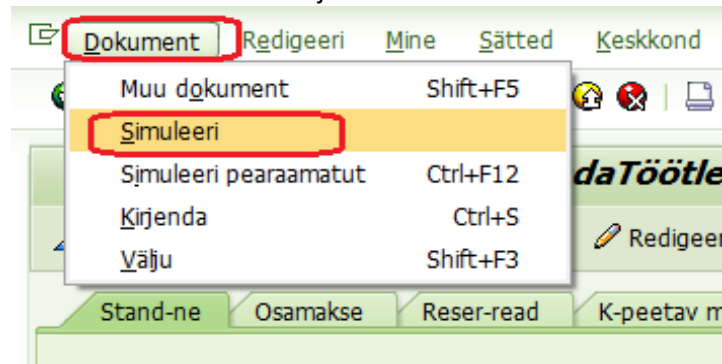 Dokument Redigeeri Mine Sätted Keskkond
Muu dokument Shift+F5
Simuleeri
Simuleeri pearaamatut Ctrl+F12
Kirjenda Ctrl+S
Välju Shift+F3
daTöötle
Redigeer
Stand-ne Osamakse Reser-read K-peetav m